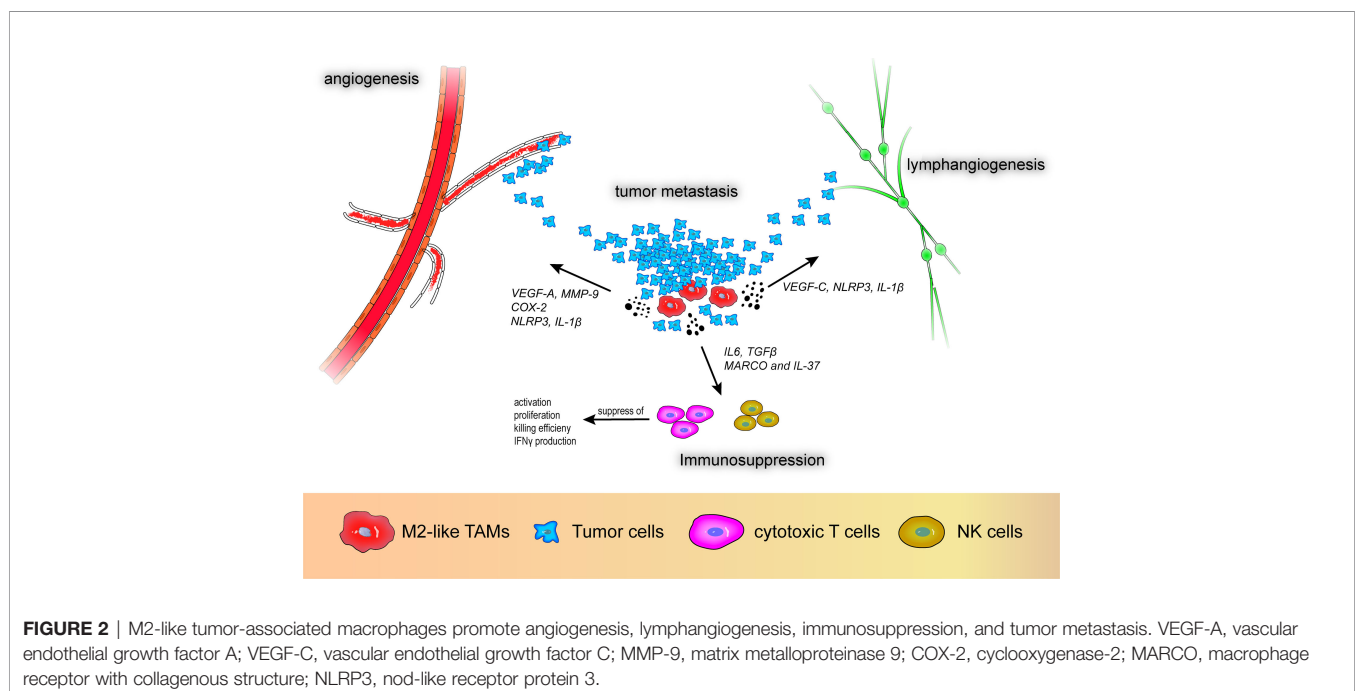 angiogenesis
lymphangiogenesis
tumor metastasis
VEGF-A, MMP-9
COX-2
NLRP3, IL-1β
VEGF-C, NLRP3, IL-1β
IL6, TGFβ
MARCO and IL-37
activation
proliferation
killing efficieny
IFNγ production
suppress of
Immunosuppression
M2-like TAMs
Tumor cells
cytotoxic T cells
NK cells
FIGURE 2 | M2-like tumor-associated macrophages promote angiogenesis, lymphangiogenesis, immunosuppression, and tumor metastasis. VEGF-A, vascular
endothelial growth factor A; VEGF-C, vascular endothelial growth factor C; MMP-9, matrix metalloproteinase 9; COX-2, cyclooxygenase-2; MARCO, macrophage
receptor with collagenous structure; NLRP3, nod-like receptor protein 3.